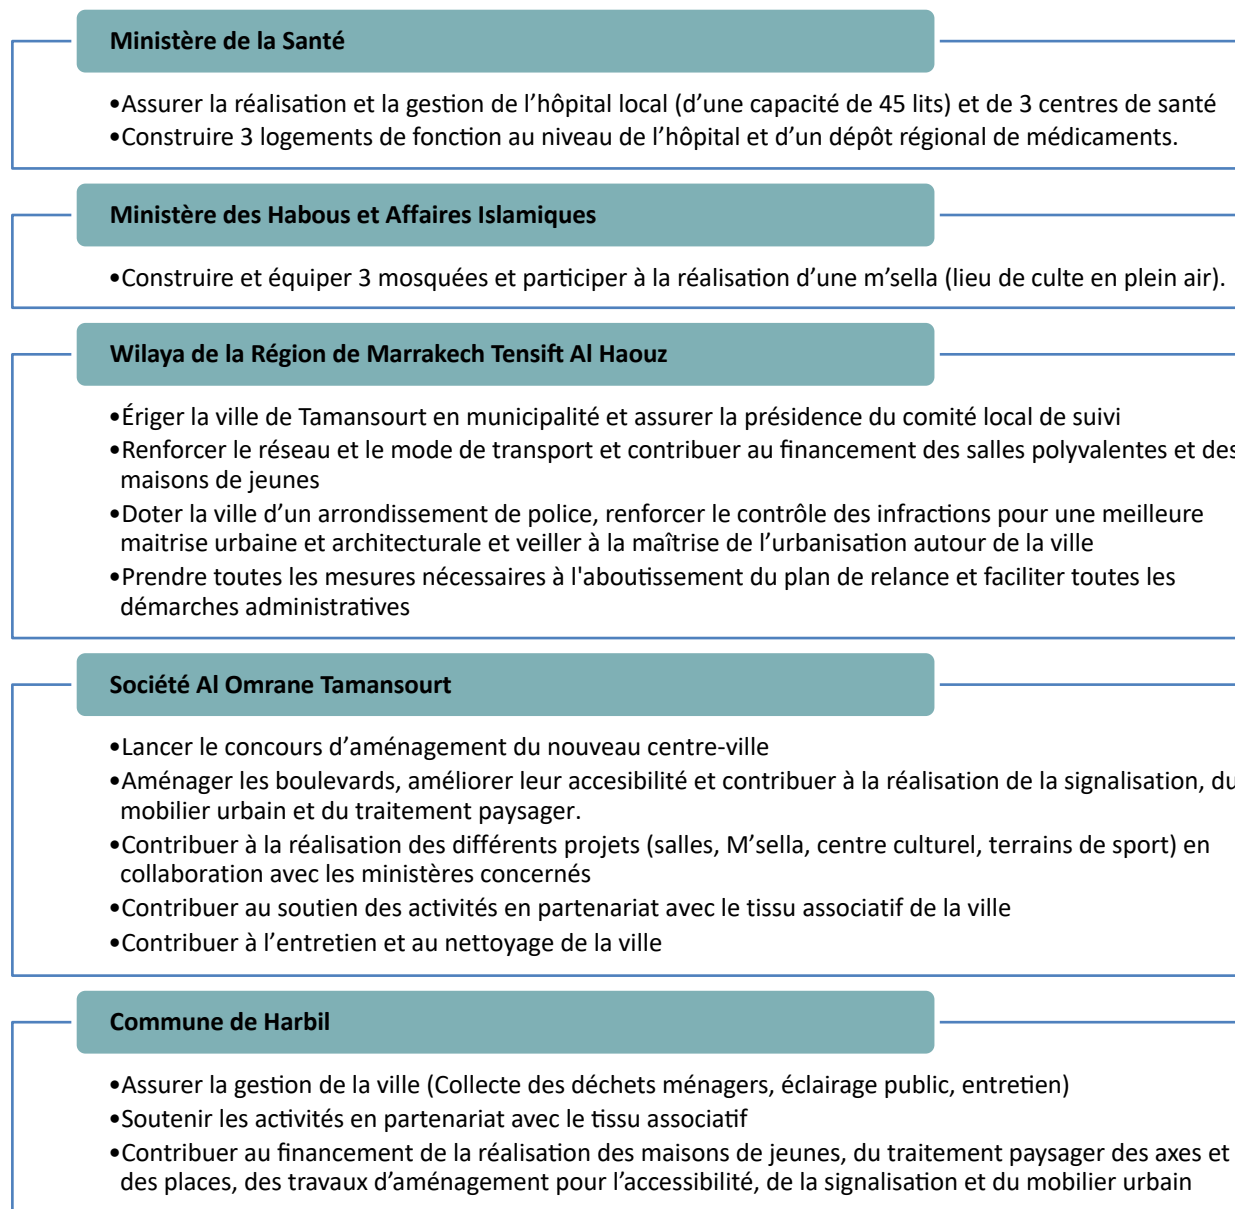 Ministère de la Santé
•Assurer la réalisation et la gestion de l’hôpital local (d’une capacité de 45 lits) et de 3 centres de santé
•Construire 3 logements de fonction au niveau de l’hôpital et d’un dépôt régional de médicaments.
Ministère des Habous et Affaires Islamiques
•Construire et équiper 3 mosquées et participer à la réalisation d’une m’sella (lieu de culte en plein air).
Wilaya de la Région de Marrakech Tensift Al Haouz
•Ériger la ville de Tamansourt en municipalité et assurer la présidence du comité local de suivi
•Renforcer le réseau et le mode de transport et contribuer au financement des salles polyvalentes et des
maisons de jeunes
•Doter la ville d’un arrondissement de police, renforcer le contrôle des infractions pour une meilleure
maitrise urbaine et architecturale et veiller à la maîtrise de l’urbanisation autour de la ville
•Prendre toutes les mesures nécessaires à l'aboutissement du plan de relance et faciliter toutes les
démarches administratives
Société Al Omrane Tamansourt
•Lancer le concours d’aménagement du nouveau centre-ville
•Aménager les boulevards, améliorer leur accesibilité et contribuer à la réalisation de la signalisation, du
mobilier urbain et du traitement paysager.
•Contribuer à la réalisation des différents projets (salles, M’sella, centre culturel, terrains de sport) en
collaboration avec les ministères concernés
•Contribuer au soutien des activités en partenariat avec le tissu associatif de la ville
•Contribuer à l’entretien et au nettoyage de la ville
Commune de Harbil
•Assurer la gestion de la ville (Collecte des déchets ménagers, éclairage public, entretien)
•Soutenir les activités en partenariat avec le tissu associatif
•Contribuer au financement de la réalisation des maisons de jeunes, du traitement paysager des axes et
des places, des travaux d’aménagement pour l’accessibilité, de la signalisation et du mobilier urbain